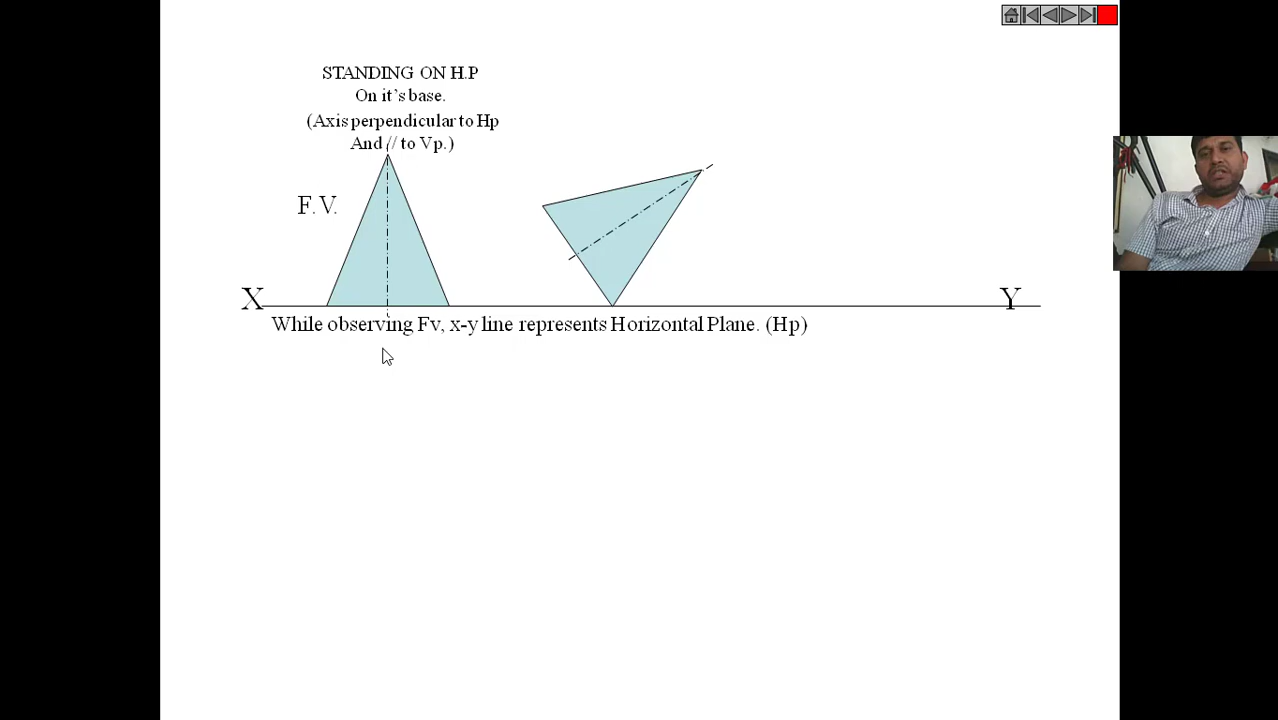 STANDING ON H.P
On it’s base.
(Axis perpendicular to Hp
And // to Vp.)
F.V.
X
Y
While observing Fv, x-y line represents Horizontal Plane. (Hp)